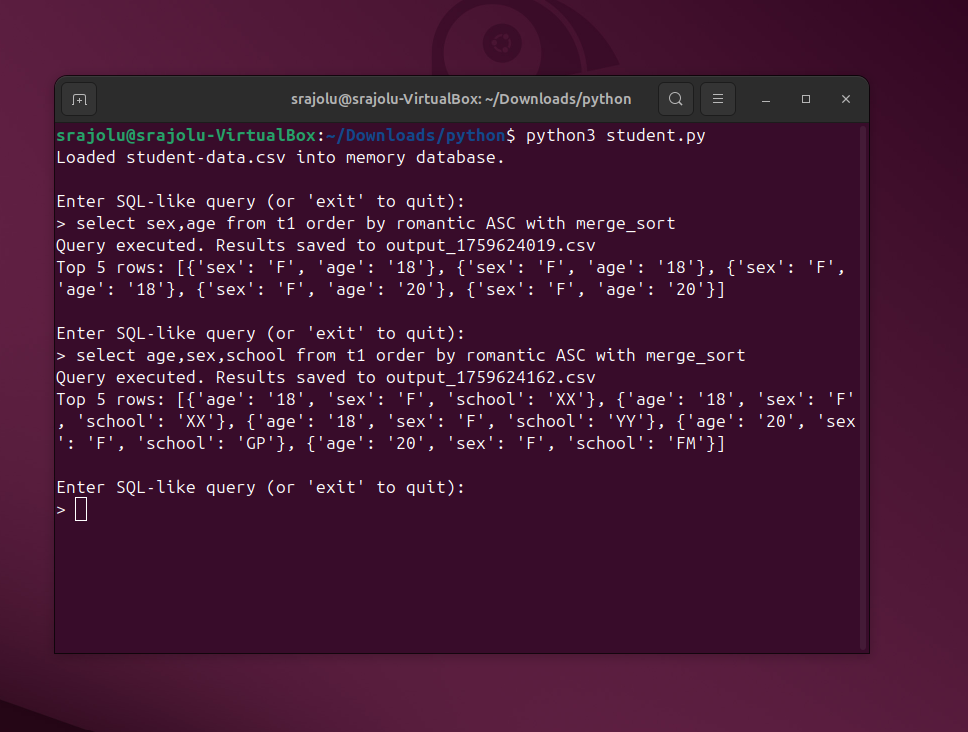 srajolu@srajolu-VirtualBox: ~/Downloads/python
srajolu@srajolu-VirtualBox:~/Downloads/python$ python3 student.py
Loaded student-data.csv into memory database.
Enter SQL-like query (or 'exit' to quit):
> select sex,age from t1 order by romantic ASC with merge_sort
Query executed. Results saved to output_1759624019.csv
Top 5 rows: [{'sex': 'F', 'age': '18'}, {'sex': 'F', 'age': '18'}, {'sex': 'F',
'age': '18'}, {'sex': 'F', 'age': '20'}, {'sex': 'F', 'age': '20'}]
Enter SQL-like query (or 'exit' to quit):
> select age,sex,school from t1 order by romantic ASC with merge_sort
Query executed. Results saved to output_1759624162.csv
Top 5 rows: [{'age': '18', 'sex': 'F', 'school': 'XX'}, {'age': '18', 'sex': 'F'
, 'school': 'XX'}, {'age': '18', 'sex': 'F', 'school': 'YY'}, {'age': '20', 'sex
': 'F', 'school': 'GP'}, {'age': '20', 'sex': 'F', 'school': 'FM'}]
Enter SQL-like query (or 'exit' to quit):
>